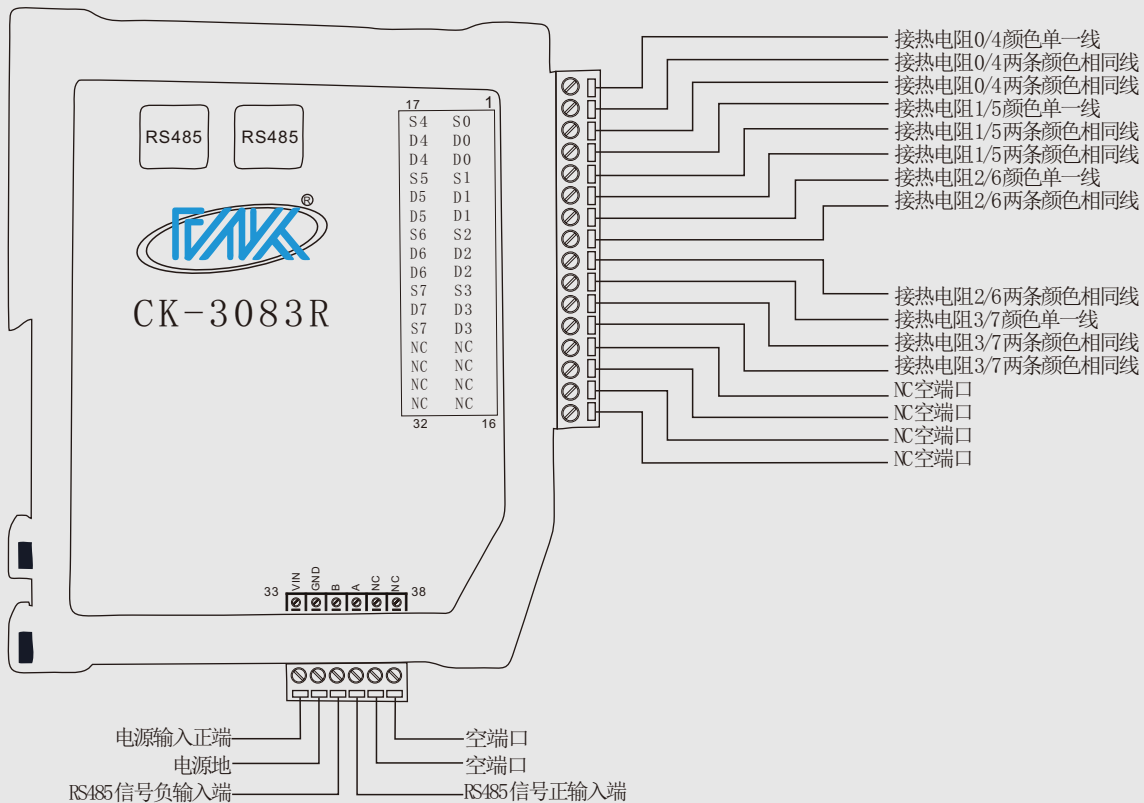 接热电阻0/4颜色单一线
接热电阻0/4两条颜色相同线
接热电阻0/4两条颜色相同线
接热电阻1/5颜色单一线
接热电阻1/5两条颜色相同线
接热电阻1/5两条颜色相同线
接热电阻2/6颜色单一线
接热电阻2/6两条颜色相同线
接热电阻2/6两条颜色相同线
接热电阻3/7颜色单一线
接热电阻3/7两条颜色相同线
接热电阻3/7两条颜色相同线
NC空端口
NC空端口
NC空端口
NC空端口
RS485 RS485
®
CK-3083R
17 1
S4 S0
D4 D0
D4 D0
S5 S1
D5 D1
D5 D1
S6 S2
D6 D2
D6 D2
S7 S3
D7 D3
S7 D3
NC NC
NC NC
NC NC
NC NC
32 16
33 VIN GND B A NC NC 38
电源输入正端 空端口
电源地 空端口
RS485信号负输入端 RS485信号正输入端